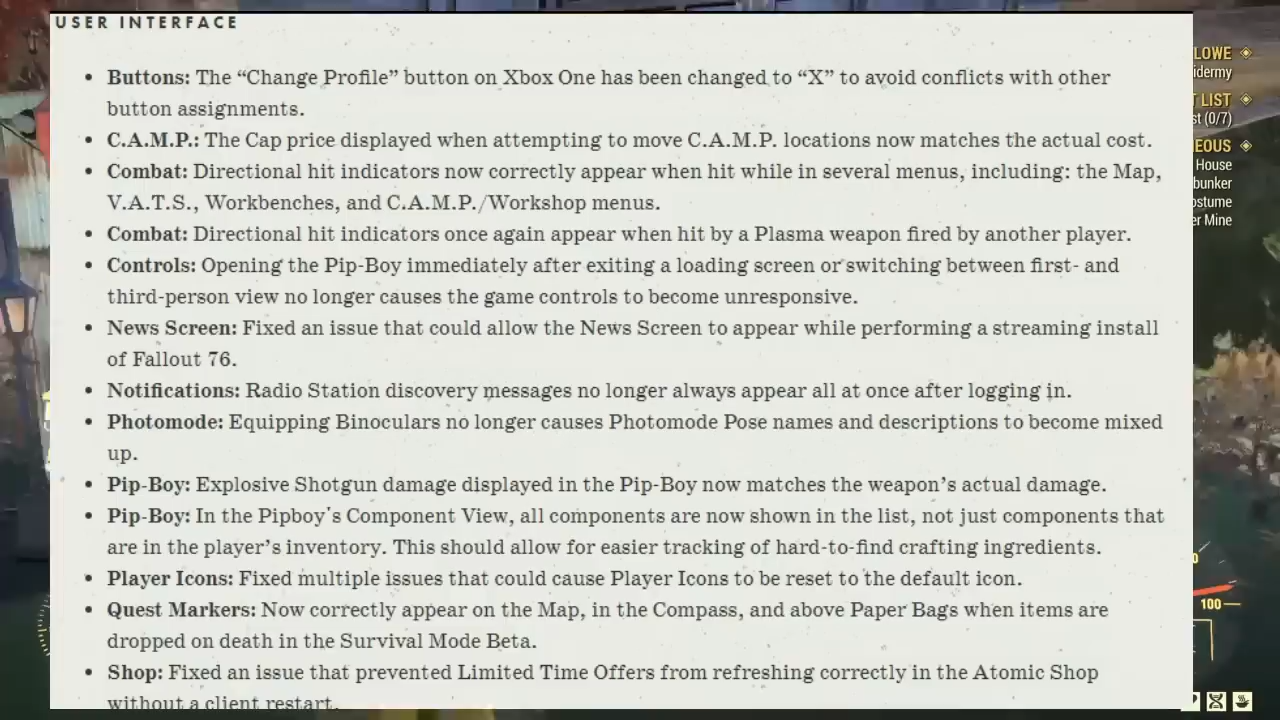 USER INTERFACE
• Buttons: The “Change Profile” button on Xbox One has been changed to “X” to avoid conflicts with other
button assignments.
• C.A.M.P.: The Cap price displayed when attempting to move C.A.M.P. locations now matches the actual cost.
• Combat: Directional hit indicators now correctly appear when hit while in several menus, including: the Map,
V.A.T.S., Workbenches, and C.A.M.P./Workshop menus.
• Combat: Directional hit indicators once again appear when hit by a Plasma weapon fired by another player.
• Controls: Opening the Pip-Boy immediately after exiting a loading screen or switching between first- and
third-person view no longer causes the game controls to become unresponsive.
• News Screen: Fixed an issue that could allow the News Screen to appear while performing a streaming install
of Fallout 76.
• Notifications: Radio Station discovery messages no longer always appear all at once after logging in.
• Photomode: Equipping Binoculars no longer causes Photomode Pose names and descriptions to become mixed
up.
• Pip-Boy: Explosive Shotgun damage displayed in the Pip-Boy now matches the weapon’s actual damage.
• Pip-Boy: In the Pipboy's Component View, all components are now shown in the list, not just components that
are in the player’s inventory. This should allow for easier tracking of hard-to-find crafting ingredients.
• Player Icons: Fixed multiple issues that could cause Player Icons to be reset to the default icon.
• Quest Markers: Now correctly appear on the Map, in the Compass, and above Paper Bags when items are
dropped on death in the Survival Mode Beta.
• Shop: Fixed an issue that prevented Limited Time Offers from refreshing correctly in the Atomic Shop
without a client restart.
LOWE
idermy
T LIST
st (0/7)
EOUS
House
bunker
ostume
er Mine
0
100